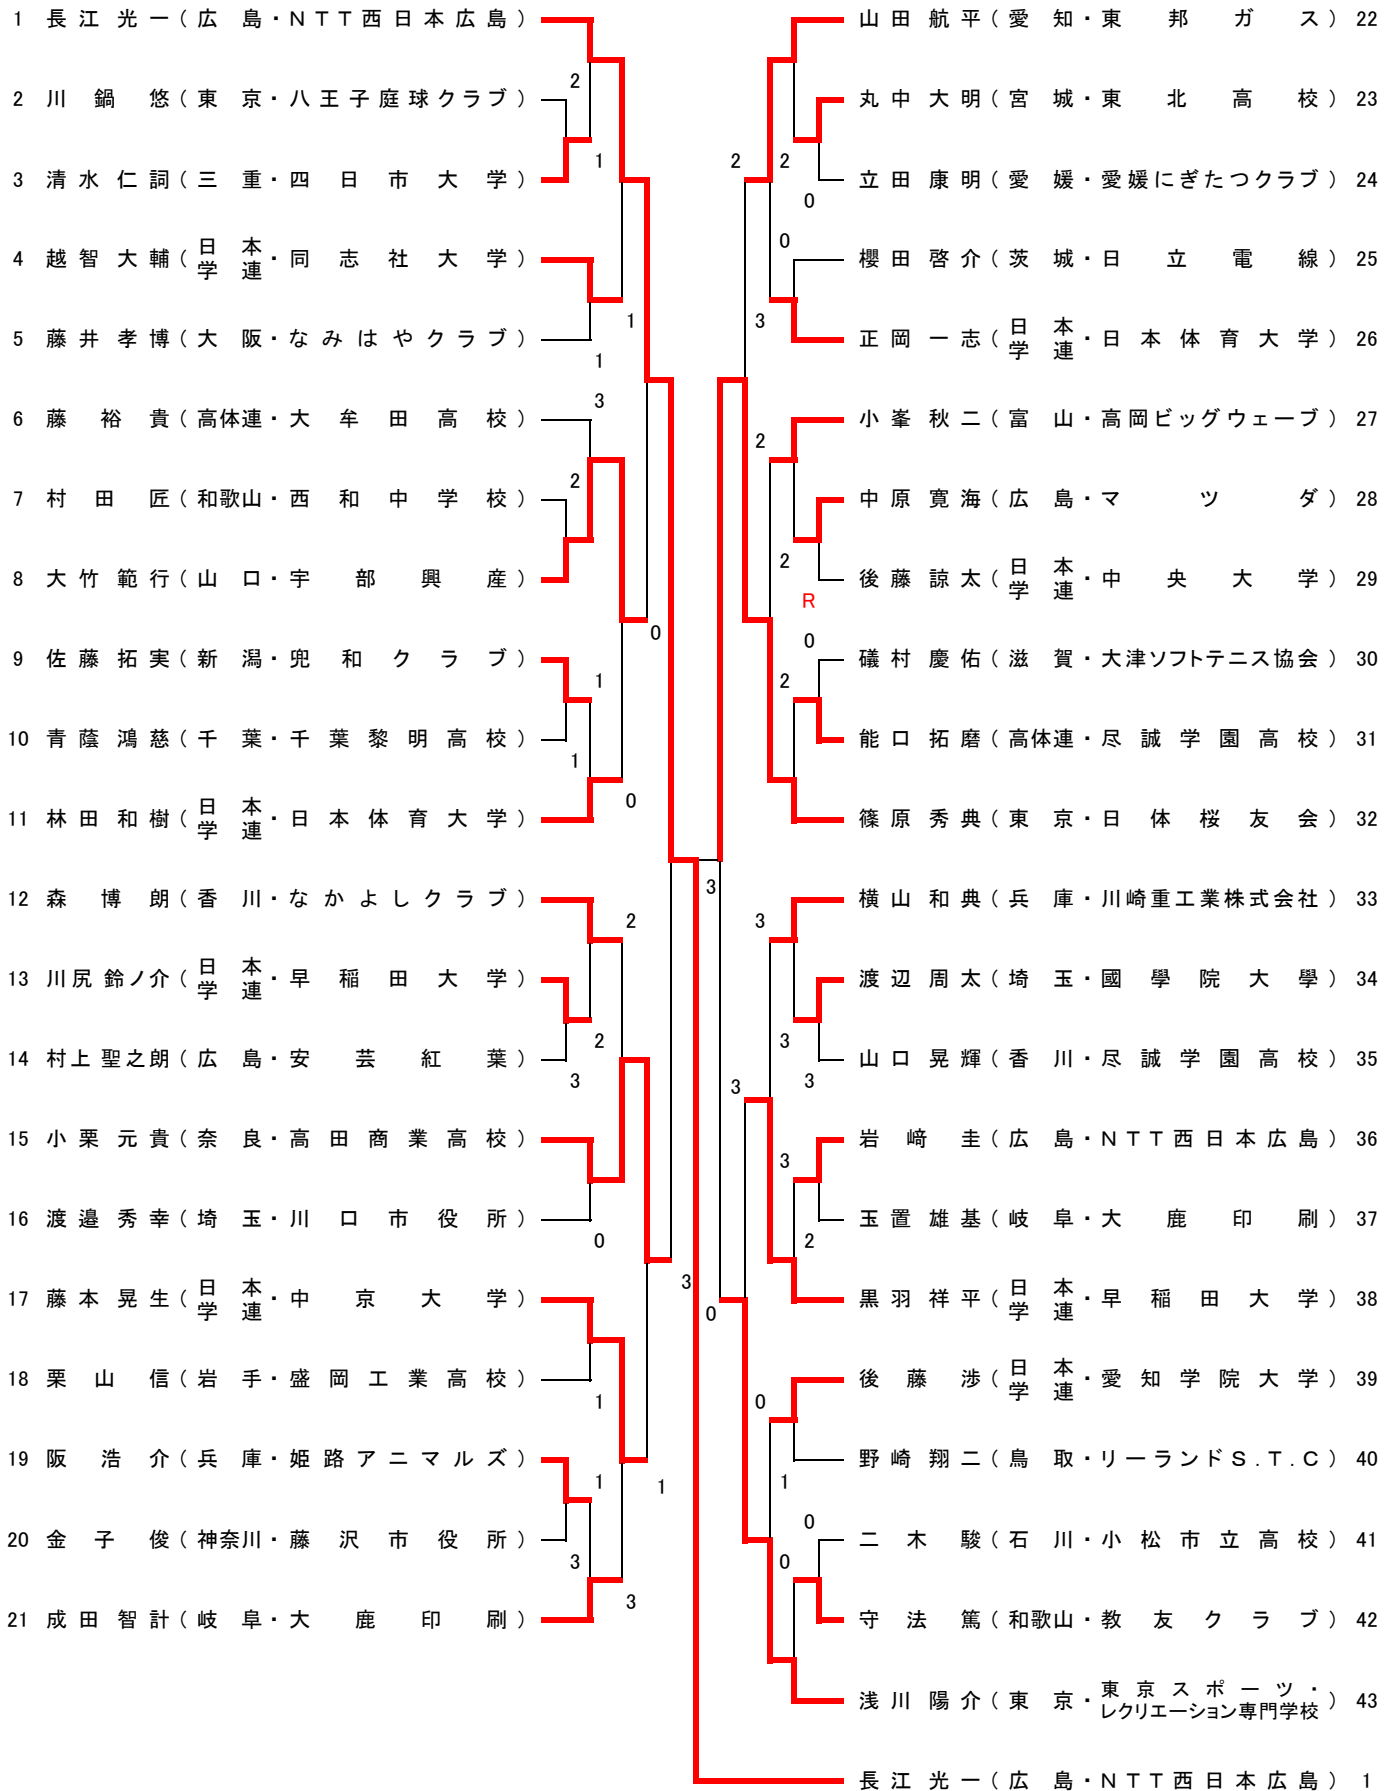 1 長江光一(広島・NTT西日本広島)
2 川鍋悠(東京・八王子庭球クラブ)
2
3 清水仁詞(三重・四日市大学)
1
4 越智大輔(日本学連・同志社大学)
5 藤井孝博(大阪・なみはやクラブ)
1
1
6 藤裕貴(高体連・大牟田高校)
3
7 村田匠(和歌山・西和中学校)
2
8 大竹範行(山口・宇部興産)
0
9 佐藤拓実(新潟・兜和クラブ)
1
10 青蔭鴻慈(千葉・千葉黎明高校)
1
11 林田和樹(日本学連・日本体育大学)
0
12 森博朗(香川・なかよしクラブ)
2
13 川尻鈴ノ介(日本学連・早稲田大学)
2
14 村上聖之朗(広島・安芸紅葉)
3
15 小栗元貴(奈良・高田商業高校)
16 渡邉秀幸(埼玉・川口市役所)
0
3
17 藤本晃生(日本学連・中京大学)
18 栗山信(岩手・盛岡工業高校)
1
19 阪浩介(兵庫・姫路アニマルズ)
1
1
20 金子俊(神奈川・藤沢市役所)
3
21 成田智計(岐阜・大鹿印刷)
3
山田航平(愛知・東邦ガス) 22
丸中大明(宮城・東北高校) 23
2
2
立田康明(愛媛・愛媛にぎたつクラブ) 24
0
0
櫻田啓介(茨城・日立電線) 25
3
正岡一志(日本学連・日本体育大学) 26
小峯秋二(富山・高岡ビッグウェーブ) 27
2
中原寛海(広島・マツダ) 28
2
後藤諒太(日本学連・中央大学) 29
R
0
礒村慶佑(滋賀・大津ソフトテニス協会) 30
2
能口拓磨(高体連・尽誠学園高校) 31
篠原秀典(東京・日体桜友会) 32
3
横山和典(兵庫・川崎重工業株式会社) 33
3
渡辺周太(埼玉・國學院大學) 34
3
山口晃輝(香川・尽誠学園高校) 35
3
3
岩﨑圭(広島・NTT西日本広島) 36
3
玉置雄基(岐阜・大鹿印刷) 37
2
黒羽祥平(日本学連・早稲田大学) 38
0
後藤渉(日本学連・愛知学院大学) 39
0
野崎翔二(鳥取・リーランドS.T.C) 40
1
0
二木駿(石川・小松市立高校) 41
0
守法篤(和歌山・教友クラブ) 42
浅川陽介(東京・東京スポーツ・レクリエーション専門学校) 43
長江光一(広島・NTT西日本広島) 1